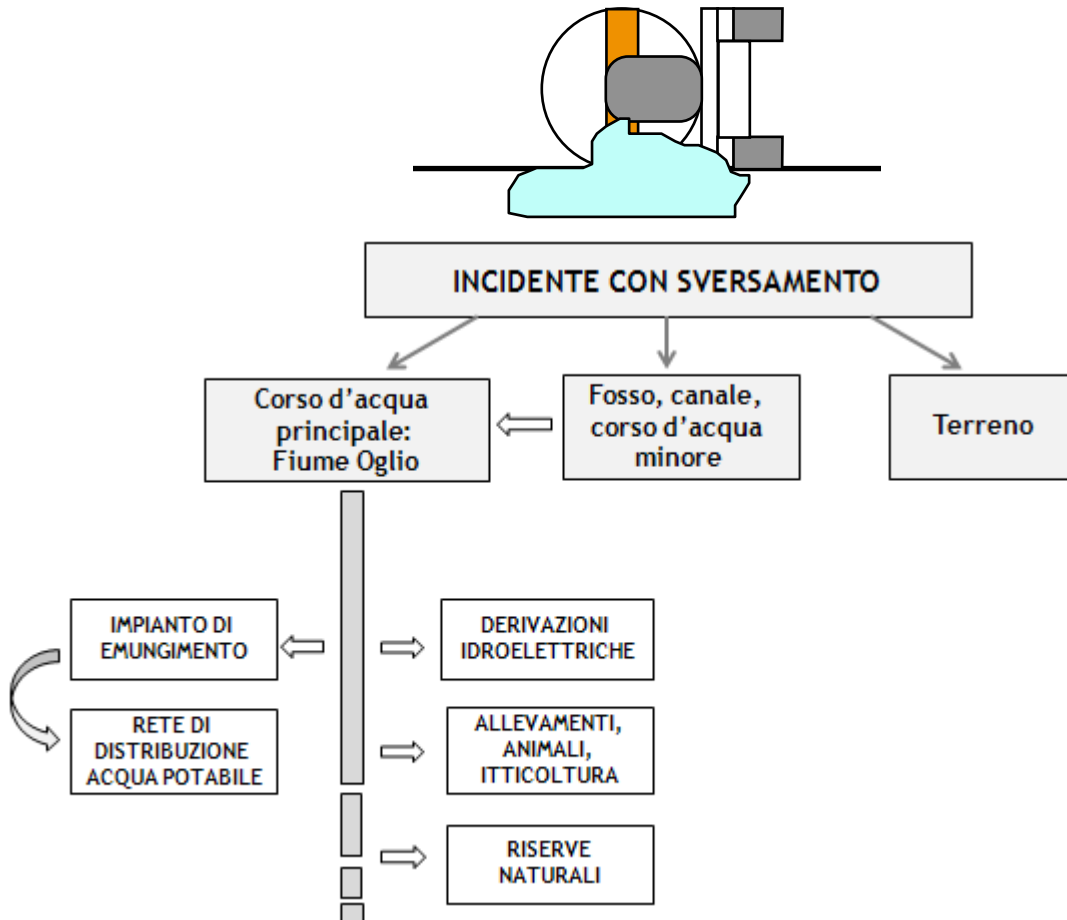 INCIDENTE CON SVERSAMENTO
Corso d'acqua
principale:
Fiume Oglio
Fosso, canale,
corso d'acqua
minore
Terreno
IMPIANTO DI
EMUNGIMENTO
DERIVAZIONI
IDROELETTRICHE
RETE DI
DISTRIBUZIONE
ACQUA POTABILE
ALLEVAMENTI,
ANIMALI,
ITTICOLTURA
RISERVE
NATURALI